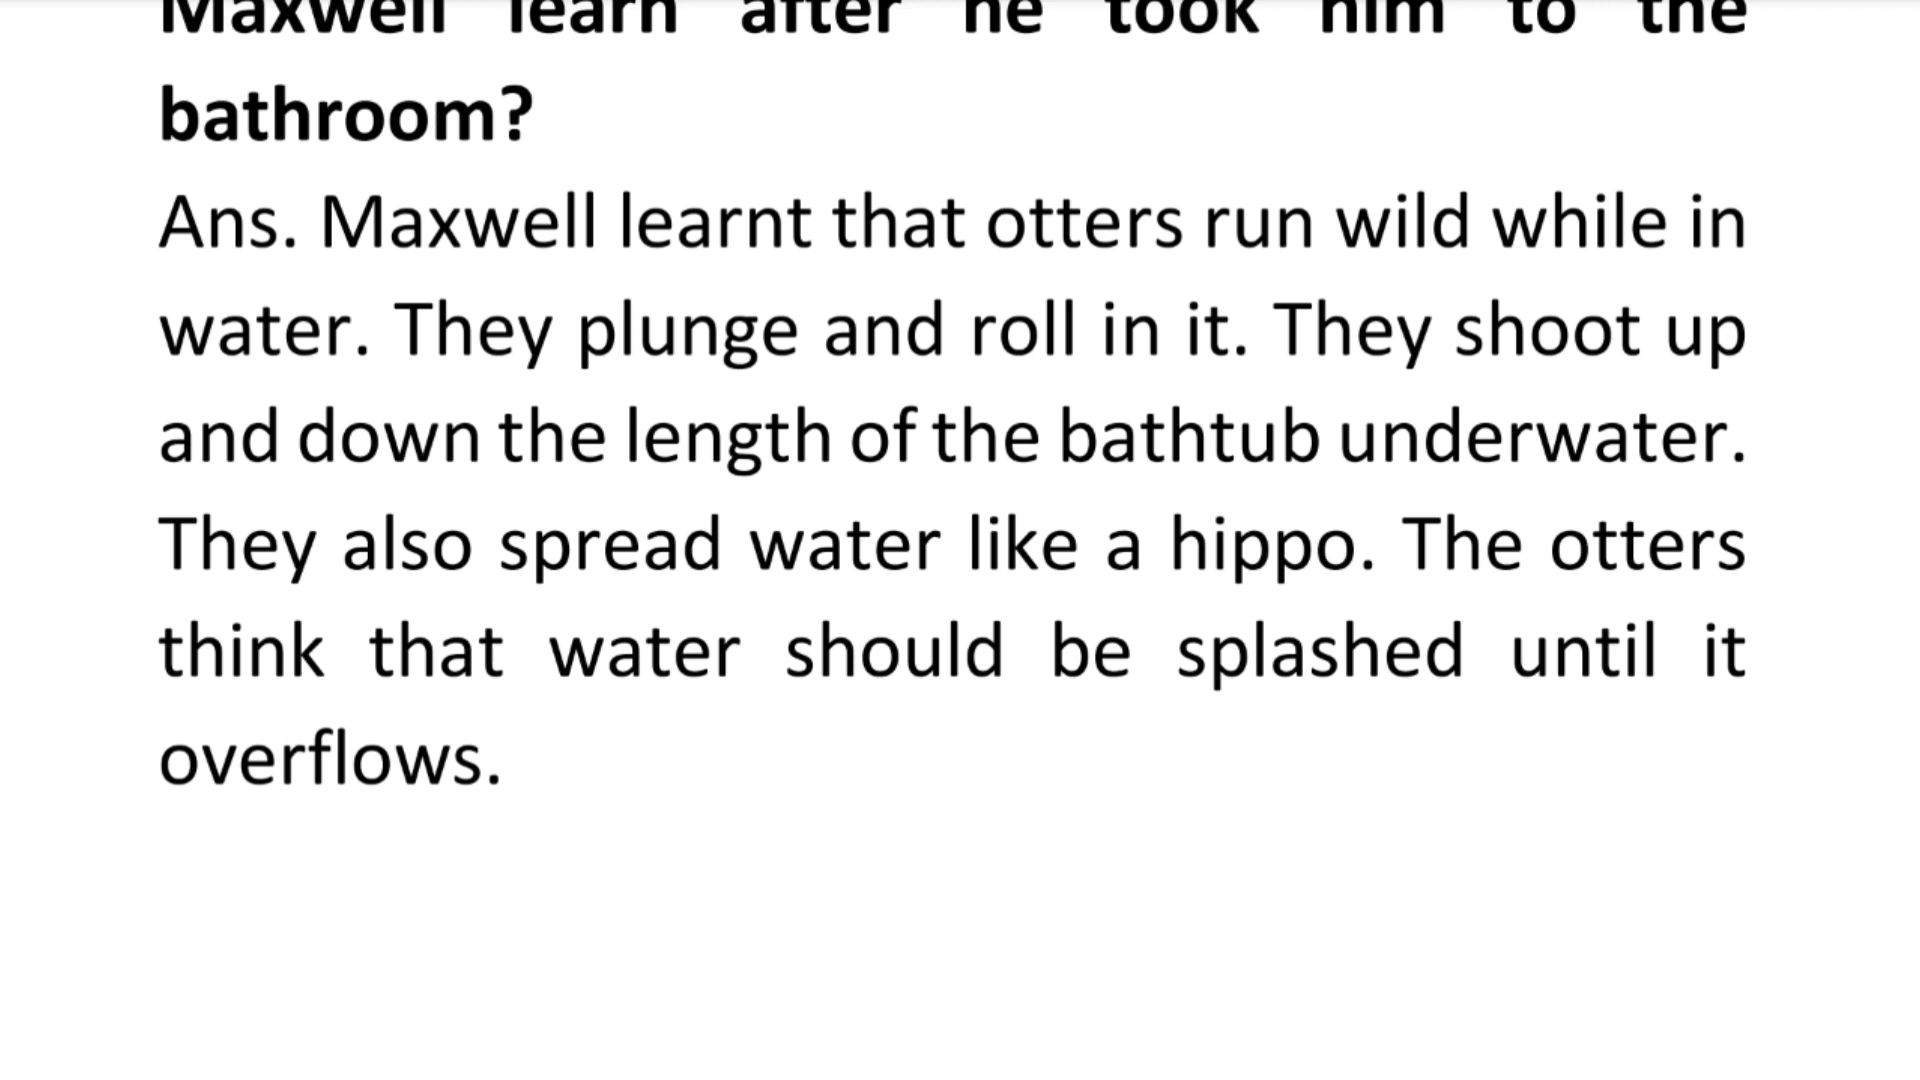 Maxwell learn after he took him to the
bathroom?
Ans. Maxwell learnt that otters run wild while in
water. They plunge and roll in it. They shoot up
and down the length of the bathtub underwater.
They also spread water like a hippo. The otters
think that water should be splashed until it
overflows.